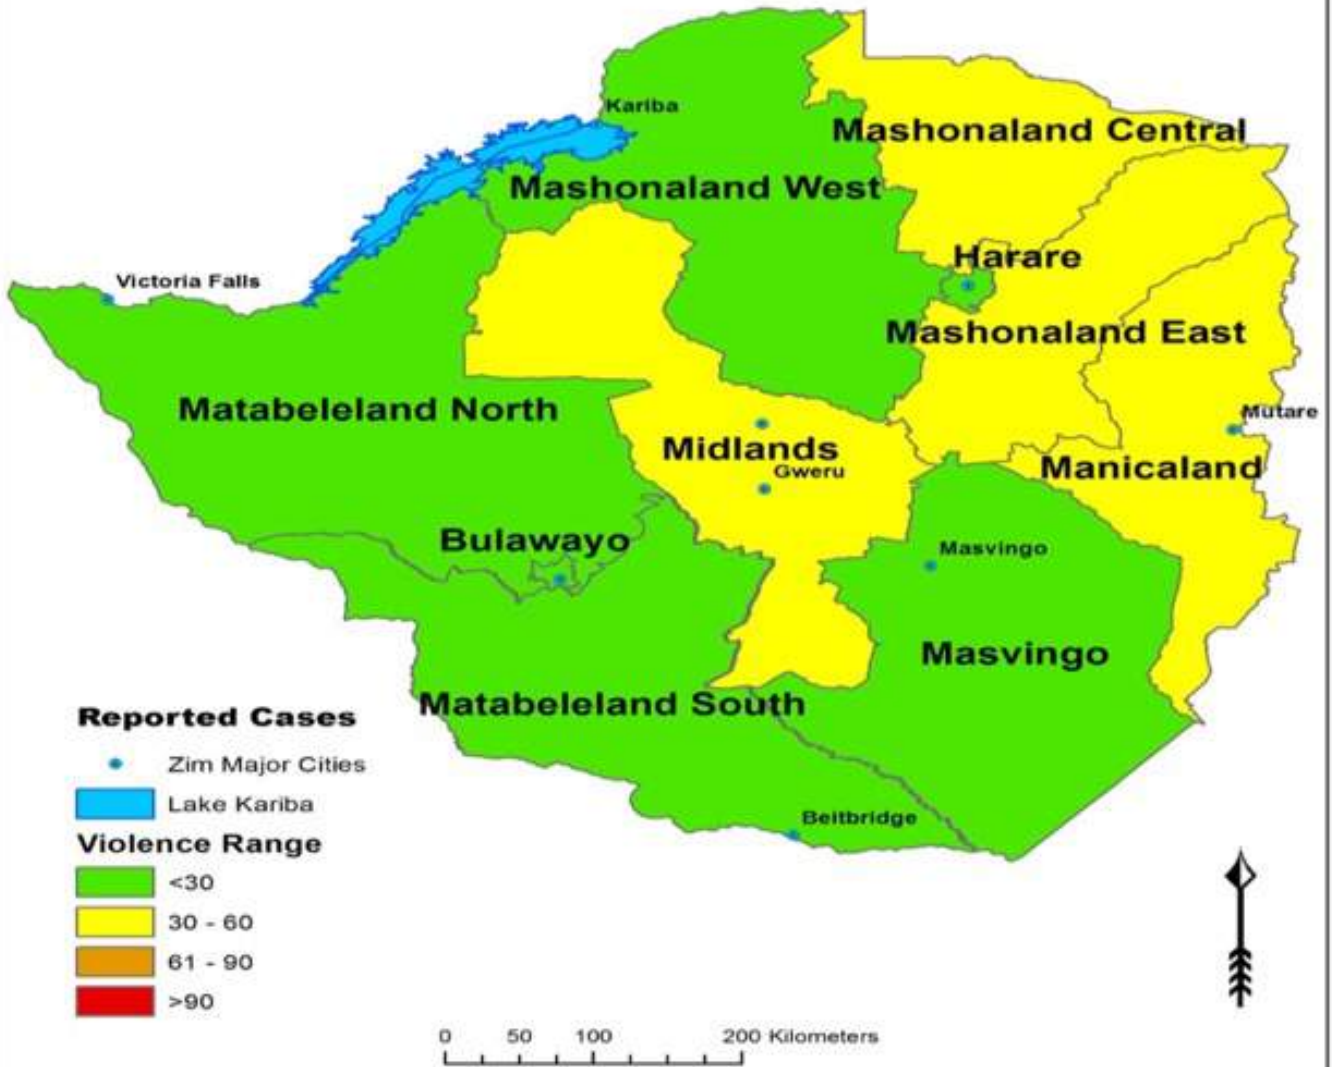 Kariba
Mashonaland Central
Mashonaland West
Harare
Victoria Falls
Mashonaland East
Matabeleland North
Mutare
Midlands
Gweru
Manicaland
Bulawayo
Masvingo
Masvingo
Matabeleland South
Reported Cases
Zim Major Cities
Lake Kariba
Beitbridge
Violence Range
<30
30 - 60
61 - 90
>90
0 50 100 200 Kilometers